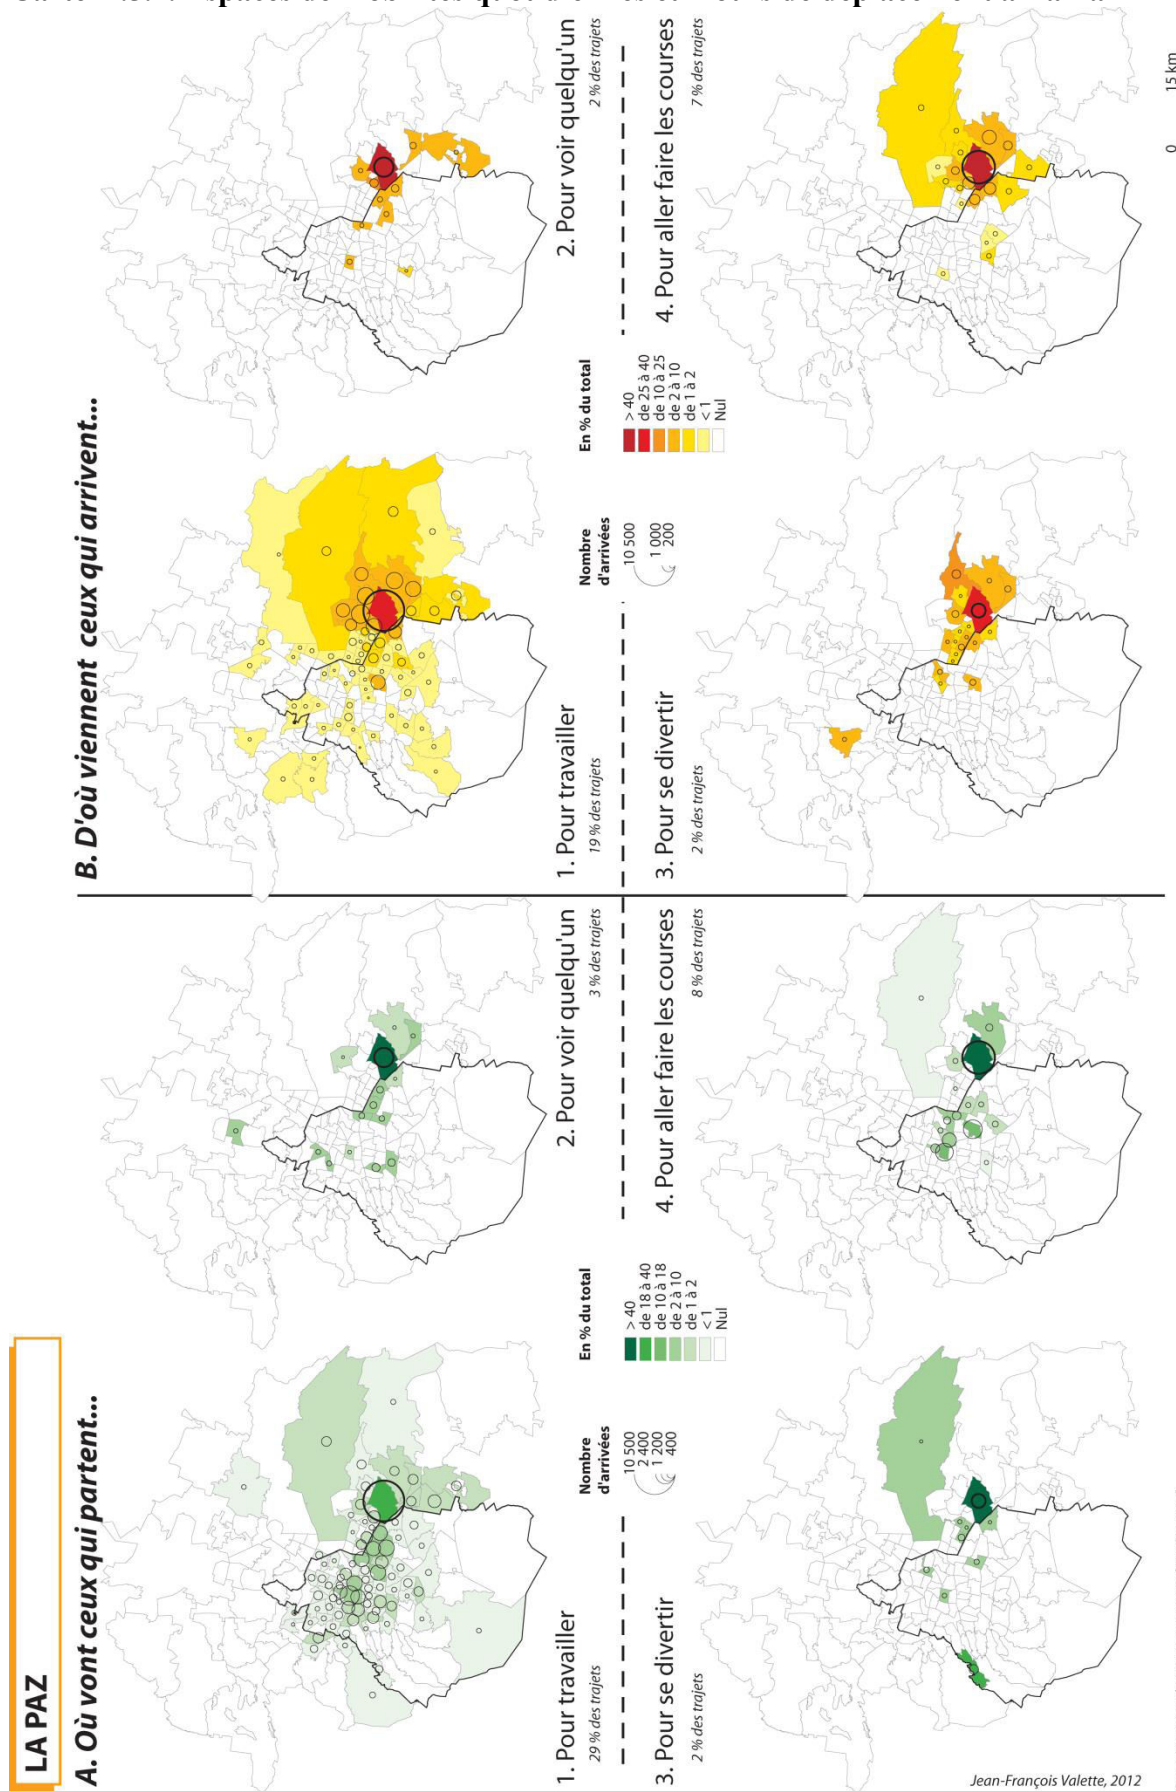 LA PAZ
A. Où vont ceux qui partent...
1. Pour travailler
29 % des trajets
2. Pour voir quelqu'un
3 % des trajets
Nombre
d'arrivées
10 500
2 400
1 200
400
En % du total
> 40
de 18 à 40
de 10 à 18
de 2 à 10
de 1 à 2
< 1
Nul
3. Pour se divertir
2 % des trajets
4. Pour aller faire les courses
8 % des trajets
B. D'où viennent ceux qui arrivent...
1. Pour travailler
19 % des trajets
2. Pour voir quelqu'un
2 % des trajets
Nombre
d'arrivées
10 500
1 000
200
En % du total
> 40
de 25 à 40
de 10 à 25
de 2 à 10
de 1 à 2
< 1
Nul
3. Pour se divertir
2 % des trajets
4. Pour aller faire les courses
7 % des trajets
0 15 km
Jean-François Valette, 2012